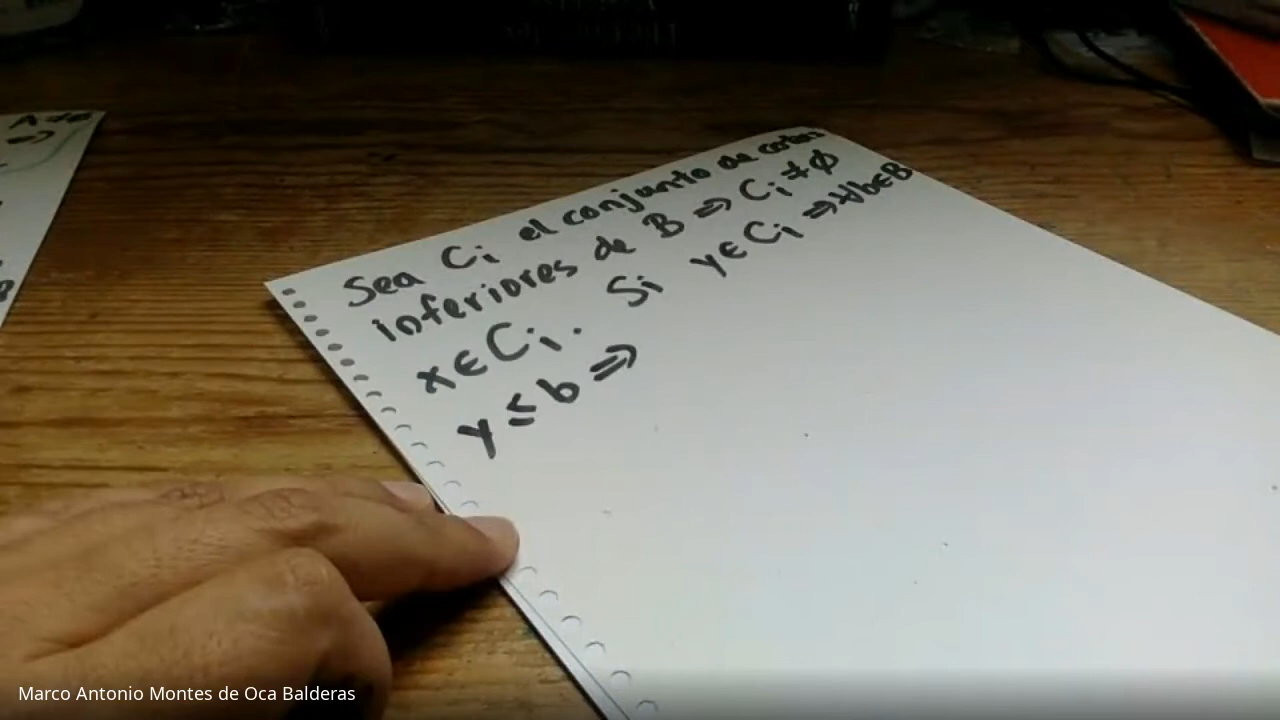 Sea Ci el conjunto de cotas
inferiores de B ⇒ Ci ≠ ∅
x ∈ Ci. Si y ∈ Ci ⇒ ∀b∈B
y ≤ b ⇒
A ≠ ∅
⇒
Marco Antonio Montes de Oca Balderas